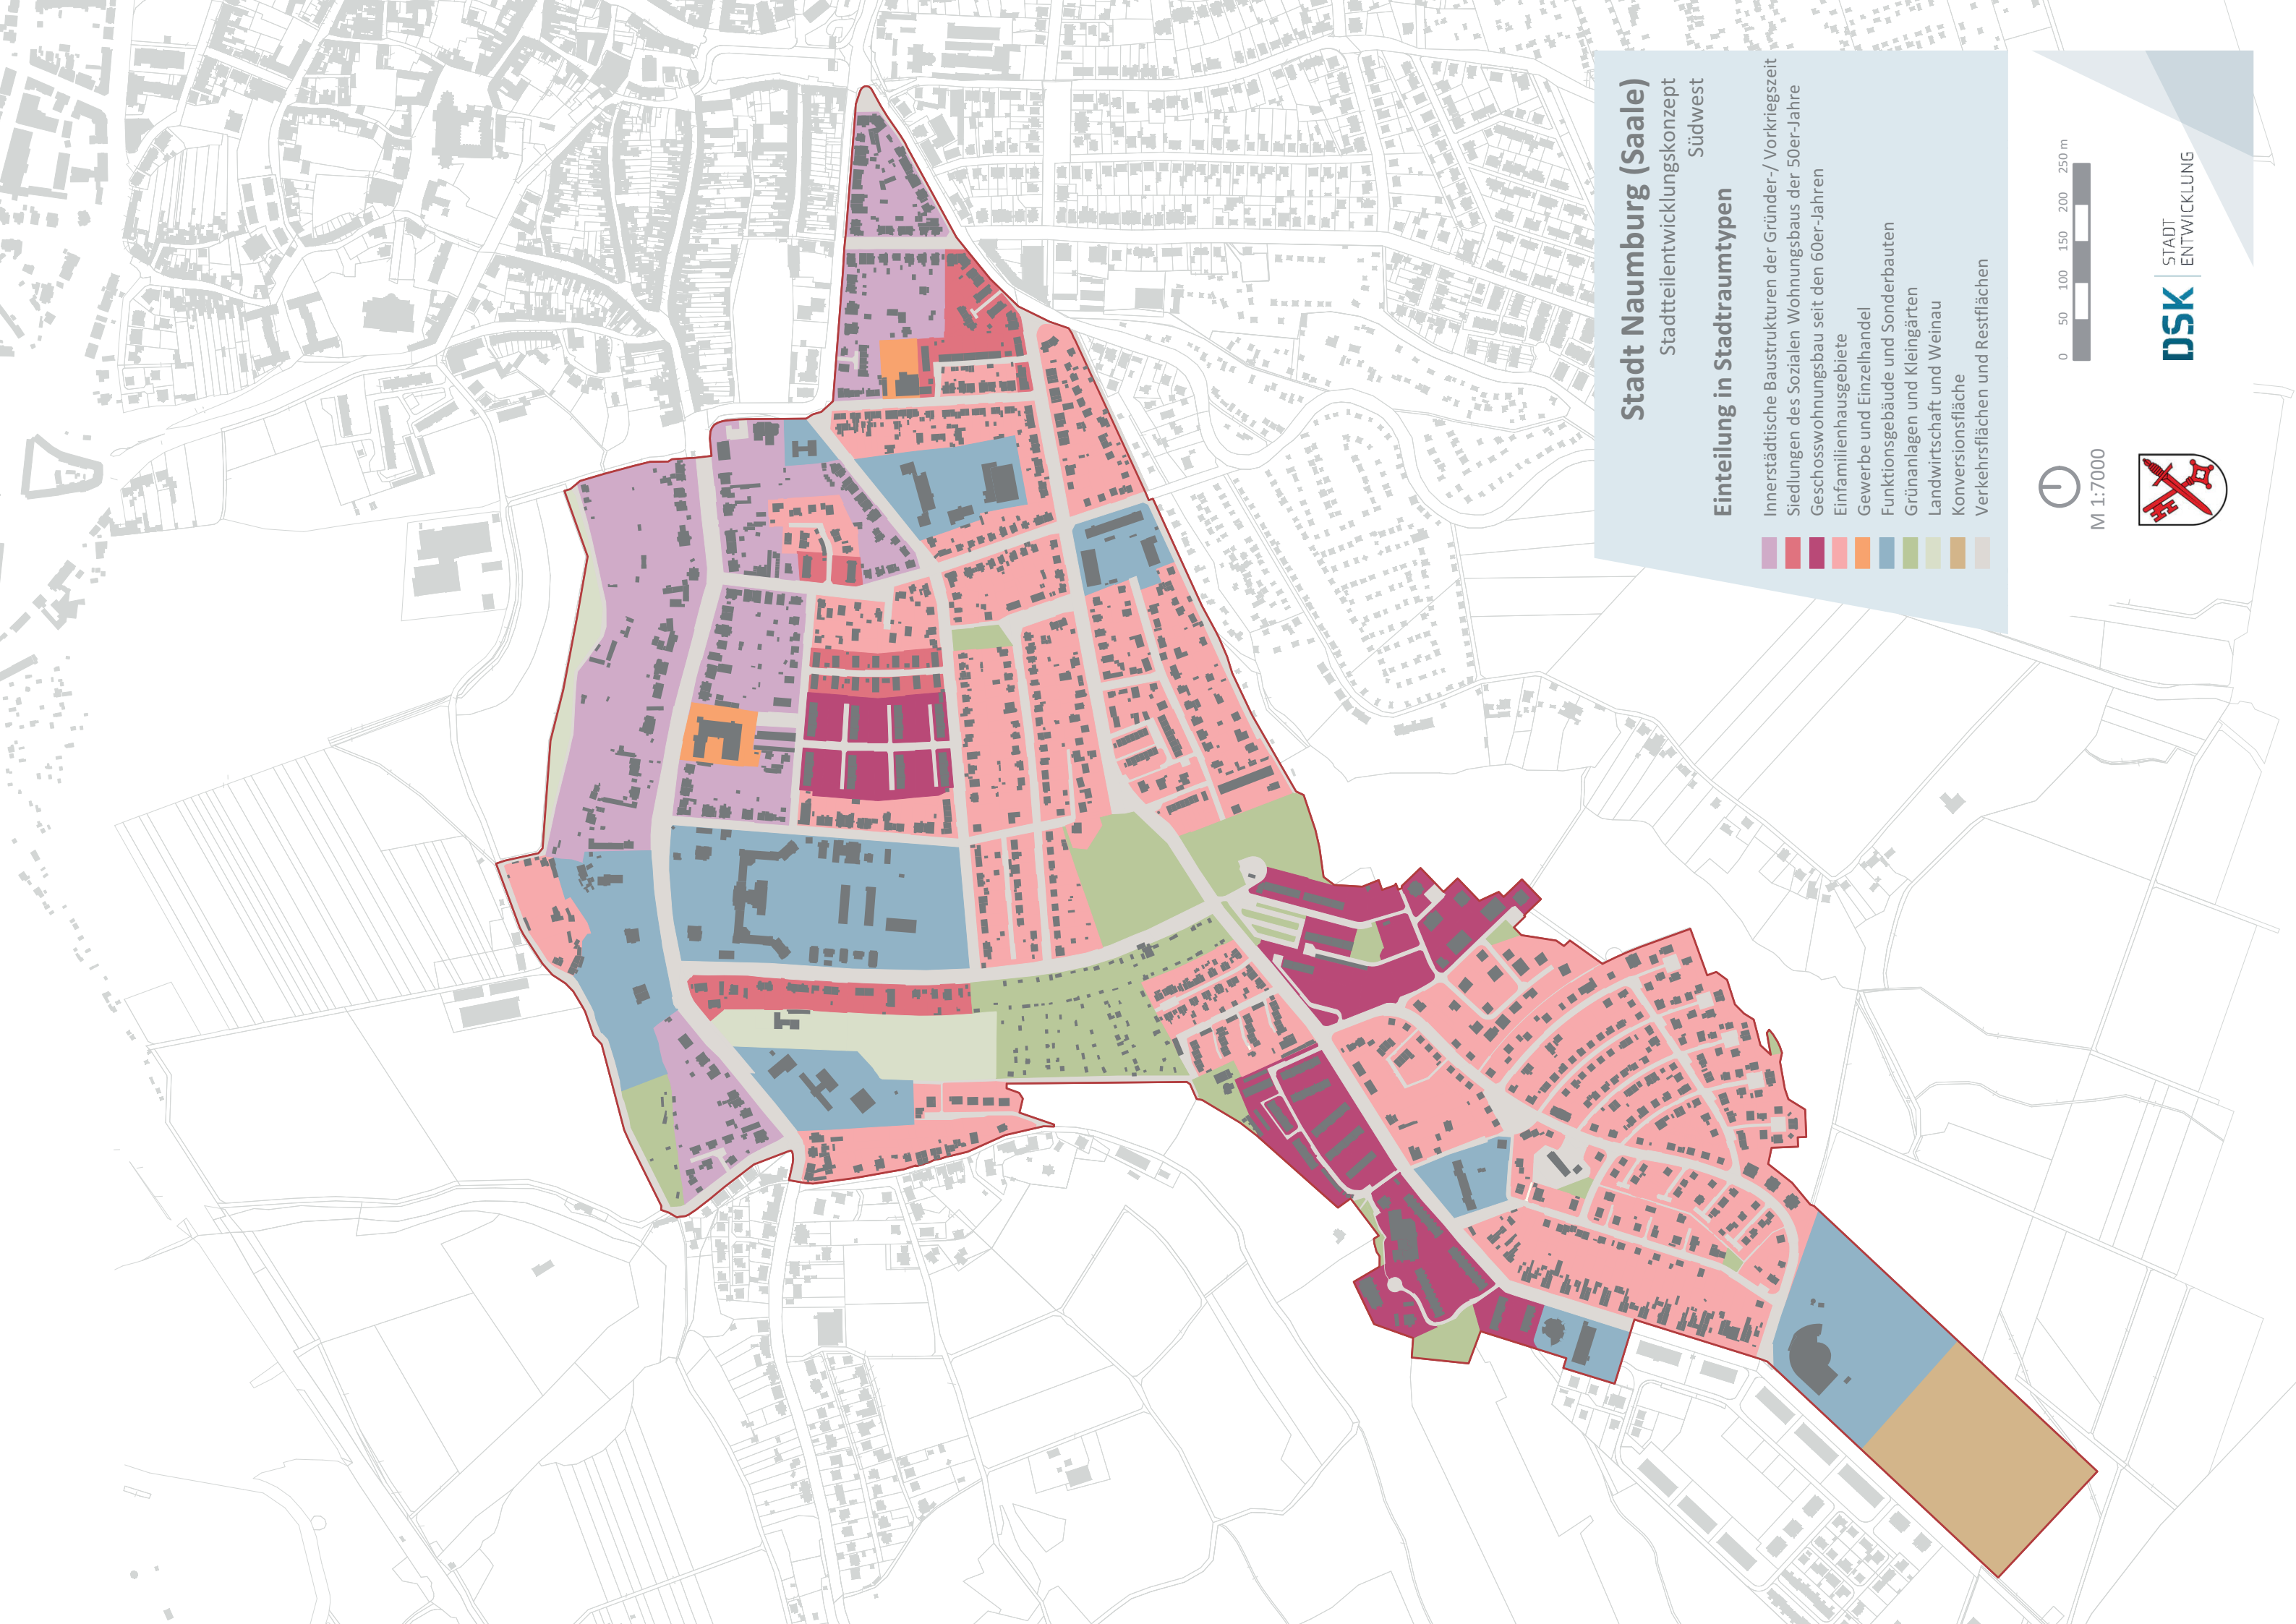 Stadt Naumburg (Saale)
Stadtteilentwicklungskonzept
Südwest
Einteilung in Stadtraumtypen
Innerstädtische Baustrukturen der Gründer-/ Vorkriegszeit
Siedlungen des Sozialen Wohnungsbaus der 50er-Jahre
Geschosswohnungsbau seit den 60er-Jahren
Einfamilienhausgebiete
Gewerbe und Einzelhandel
Funktionsgebäude und Sonderbauten
Grünanlagen und Kleingärten
Landwirtschaft und Weinau
Konversionsfläche
Verkehrsflächen und Restflächen
0 50 100 150 200 250 m
M 1:7000
DSK STADT
ENTWICKLUNG